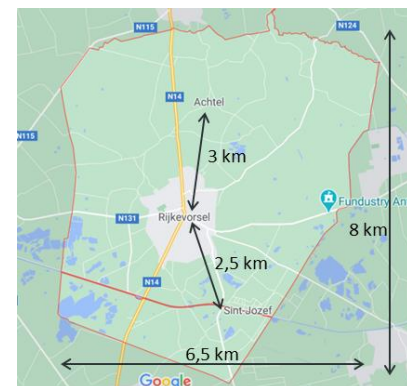 N115
N124
N14
Achtel
N115
3 km
Fundustry An
N131
Rijkevorsel
8 km
2,5 km
N14
Sint-Jozef
6,5 km
Google